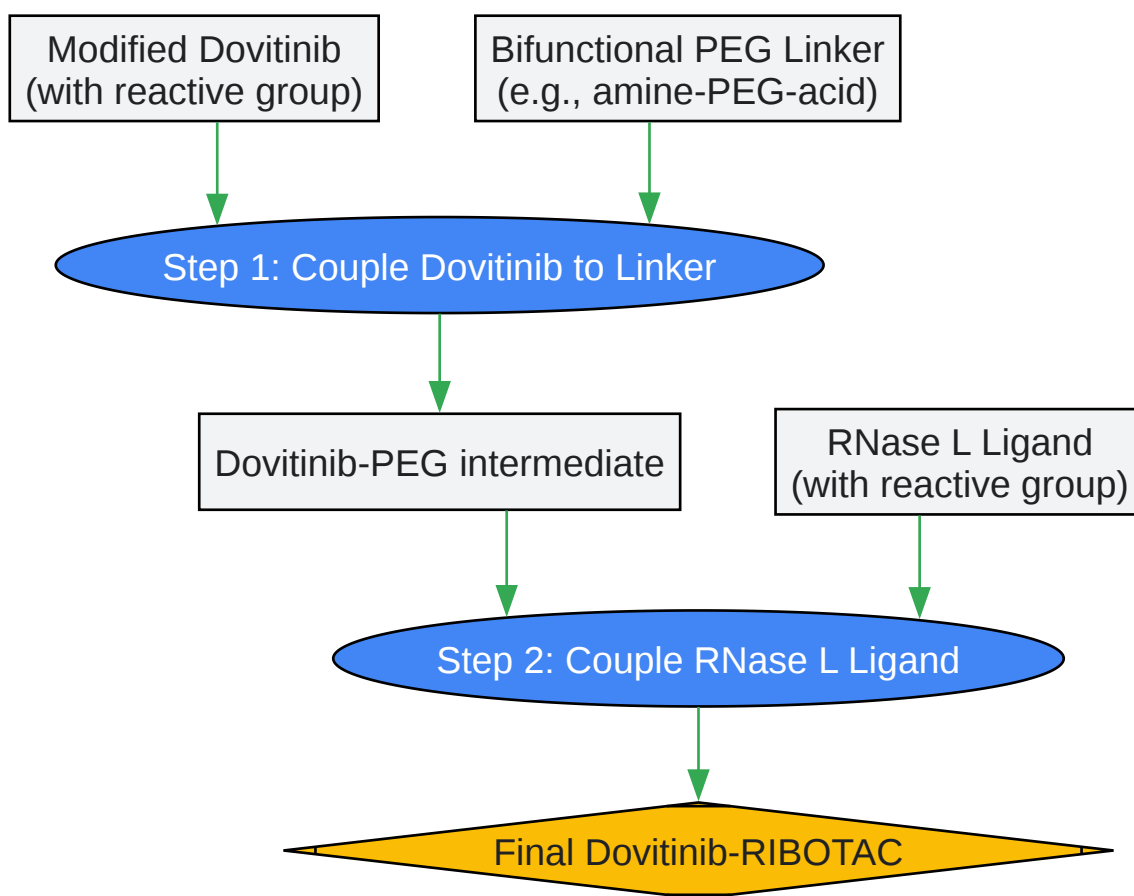 Modified Dovitinib
(with reactive group)
Bifunctional PEG Linker
(e.g., amine-PEG-acid)
Step 1: Couple Dovitinib to Linker
Dovitinib-PEG intermediate
RNase L Ligand
(with reactive group)
Step 2: Couple RNase L Ligand
Final Dovitinib-RIBOTAC